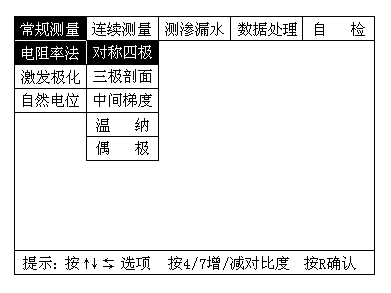 常规测量 连续测量 测渗漏水 数据处理 自 检
电阻率法 对称四极
激发极化 三极剖面
自然电位 中间梯度
温 纳
偶 极
提示：按↑↓⇆选项 按4/7增/减对比度 按R确认